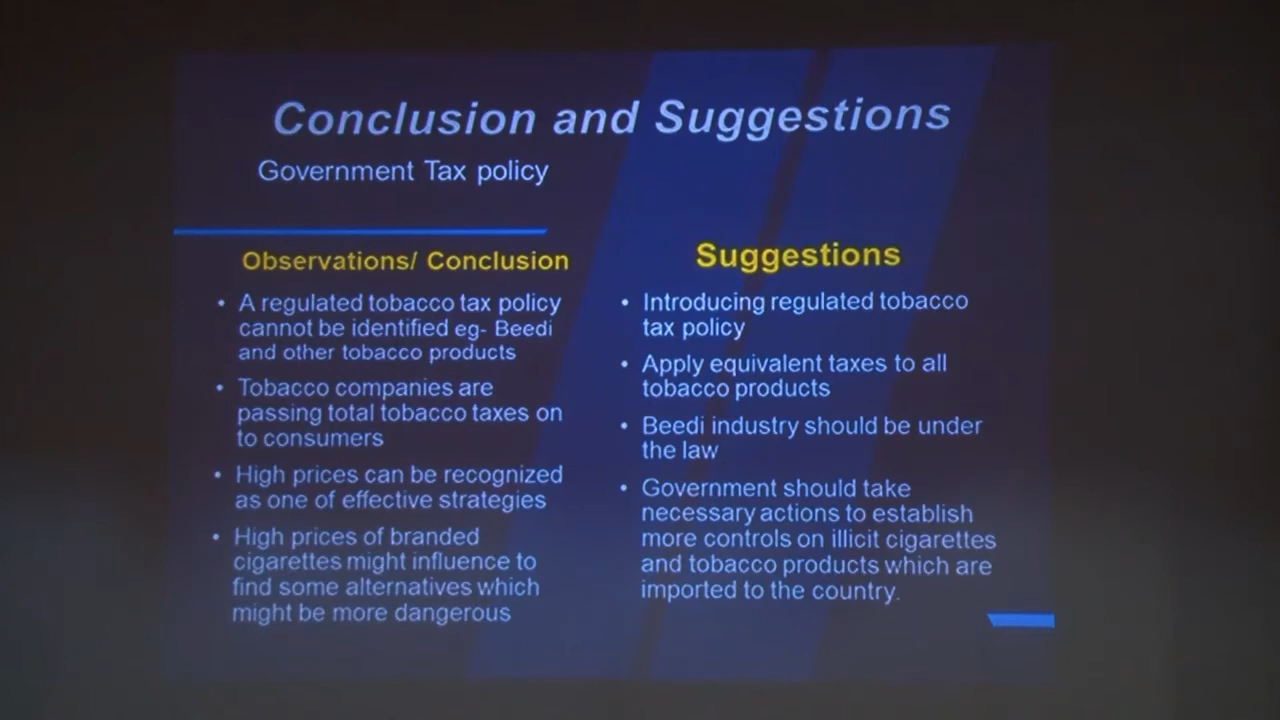 Conclusion and Suggestions
Government Tax policy
Observations/ Conclusion
• A regulated tobacco tax policy
cannot be identified eg- Beedi
and other tobacco products
• Tobacco companies are
passing total tobacco taxes on
to consumers
• High prices can be recognized
as one of effective strategies
• High prices of branded
cigarettes might influence to
find some alternatives which
might be more dangerous
Suggestions
• Introducing regulated tobacco
tax policy
• Apply equivalent taxes to all
tobacco products
• Beedi industry should be under
the law
• Government should take
necessary actions to establish
more controls on illicit cigarettes
and tobacco products which are
imported to the country.